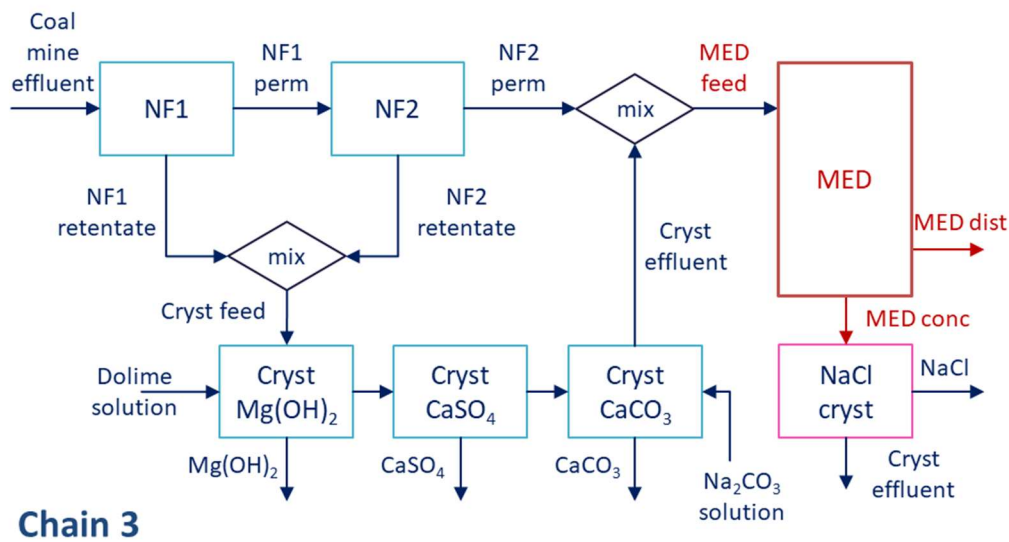 Coal
mine
effluent
NF1
NF1
perm
NF2
NF2
perm
mix
MED
feed
MED
NF1
retentate
NF2
retentate
mix
Cryst
effluent
MED dist
Cryst feed
MED conc
Dolime
solution
Cryst
Mg(OH)₂
Cryst
CaSO₄
Cryst
CaCO₃
NaCl
cryst
NaCl
Mg(OH)₂
CaSO₄
CaCO₃
Na₂CO₃
solution
Cryst
effluent
Chain 3